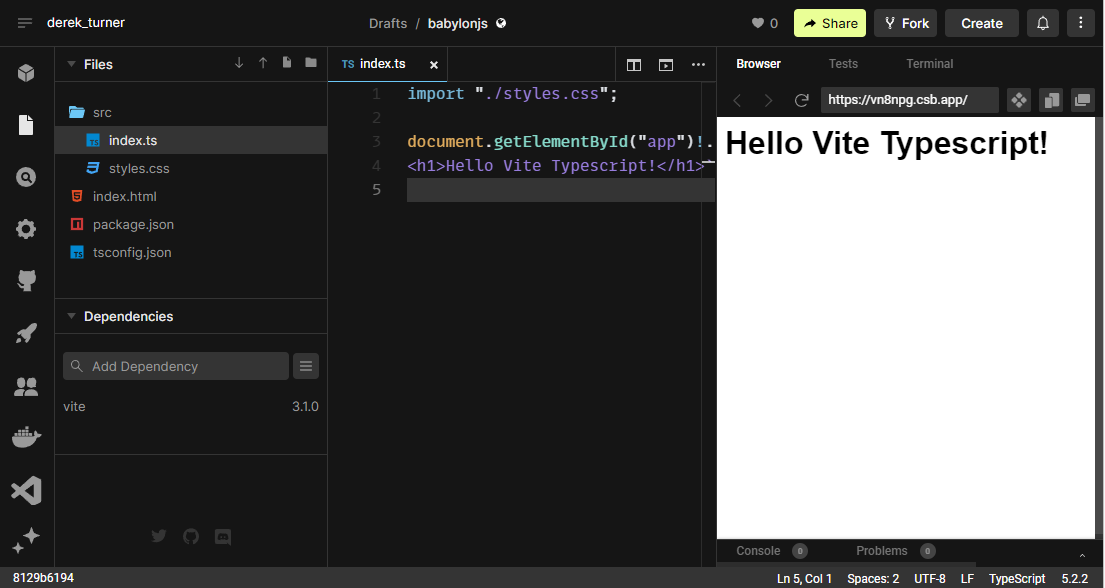 derek_turner
Drafts / babylonjs
0
Share
Fork
Create
Files
src
index.ts
styles.css
index.html
package.json
tsconfig.json
Dependencies
Add Dependency
vite 3.1.0
TS index.ts
1 import "./styles.css";
2
3 document.getElementById("app")!.
4 <h1>Hello Vite Typescript!</h1>
5
Browser Tests Terminal
https://vn8npg.csb.app/
Hello Vite Typescript!
Console 0 Problems 0
8129b6194
Ln 5, Col 1 Spaces: 2 UTF-8 LF TypeScript 5.2.2